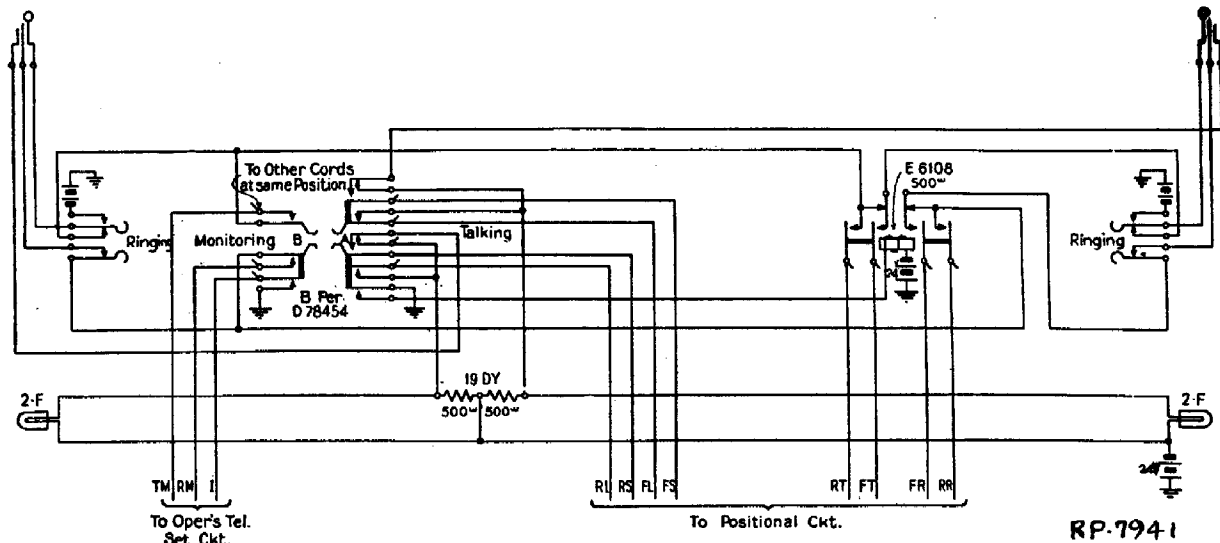 To Other Cords
at same Position
E 6108
500ω
Ringing
Monitoring
B
A
Talking
Ringing
B Per.
D78454
24
19 DY
500ω 500ω
2-F
2-F
24
TM RM I
RL RS FL FS
RT FT FR RR
To Oper's Tel.
Set Ckt.
To Positional Ckt.
RP-7941